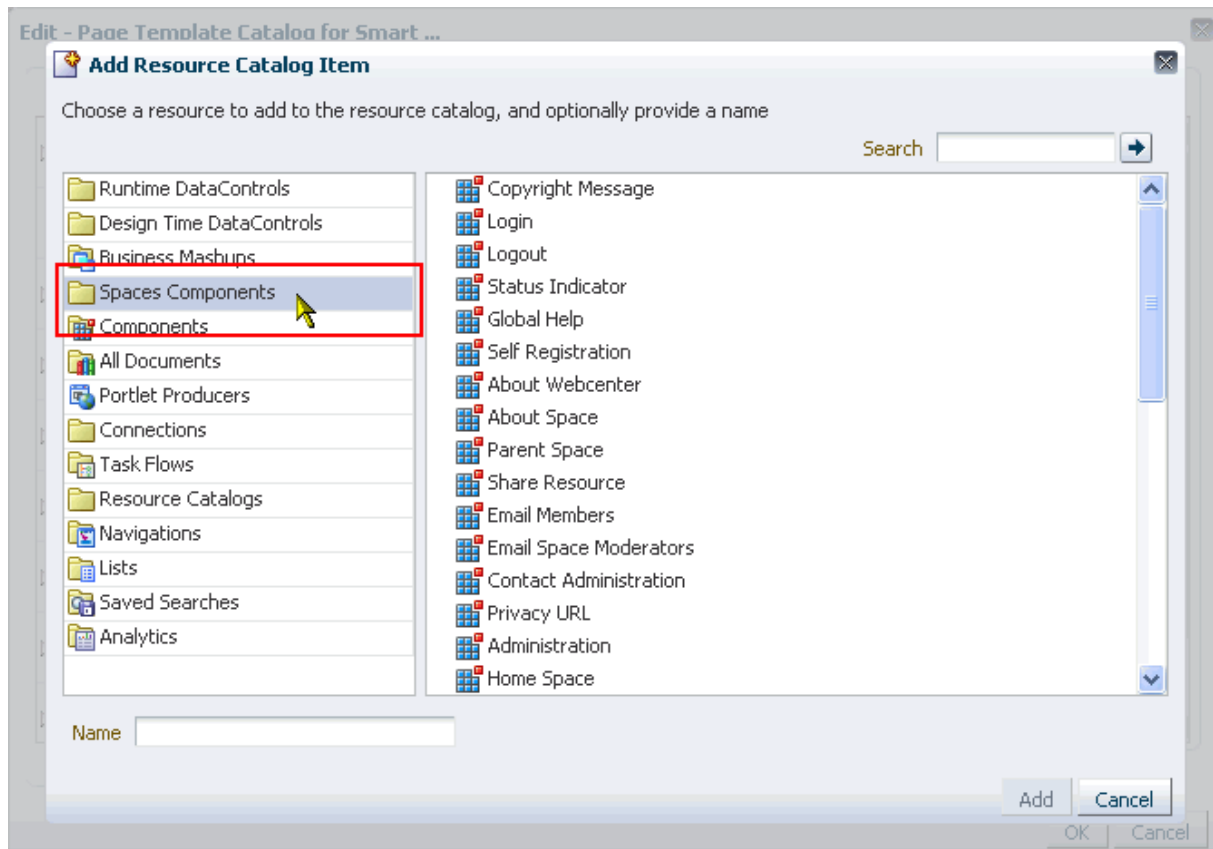 Edit - Page Template Catalog for Smart ...
Add Resource Catalog Item
Choose a resource to add to the resource catalog, and optionally provide a name
Search
Runtime DataControls
Design Time DataControls
Business Mashups
Spaces Components
Components
All Documents
Portlet Producers
Connections
Task Flows
Resource Catalogs
Navigations
Lists
Saved Searches
Analytics
Copyright Message
Login
Logout
Status Indicator
Global Help
Self Registration
About Webcenter
About Space
Parent Space
Share Resource
Email Members
Email Space Moderators
Contact Administration
Privacy URL
Administration
Home Space
Name
Add Cancel
OK Cancel